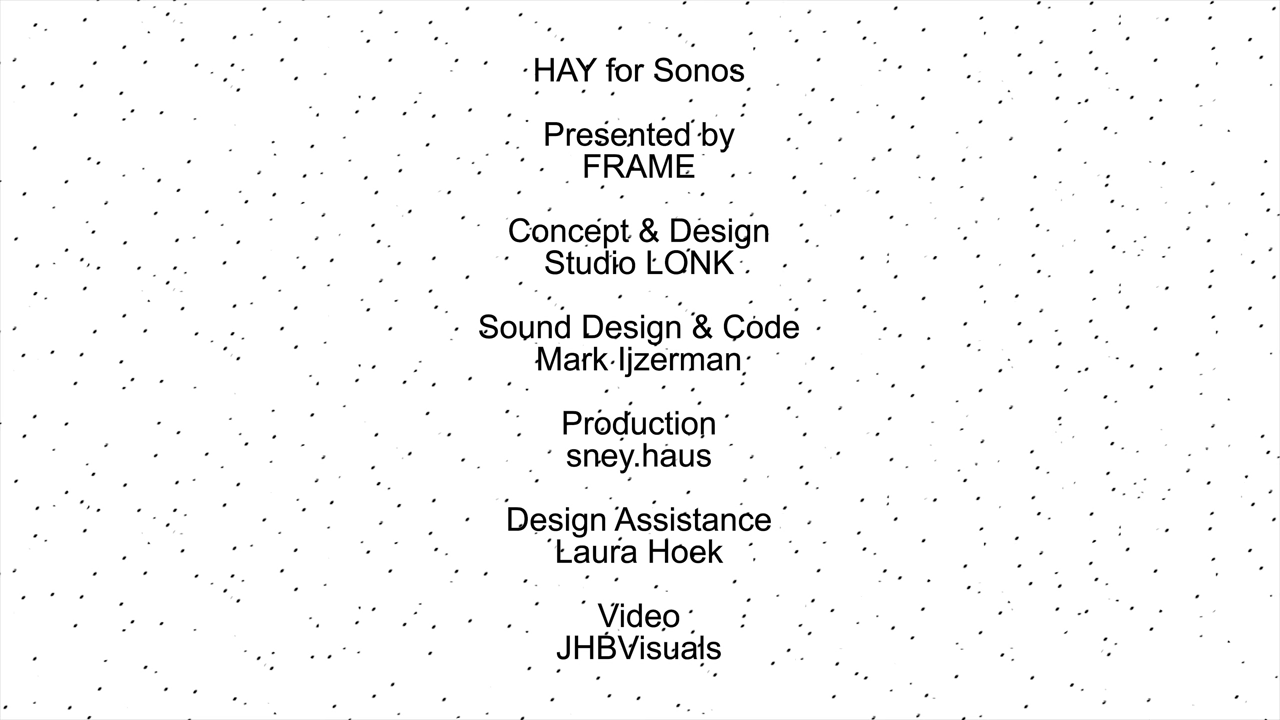 HAY for Sonos
Presented by
FRAME
Concept & Design
Studio LONK
Sound Design & Code
Mark Ijzerman
Production
sney.haus
Design Assistance
Laura Hoek
Video
JHBVisuals